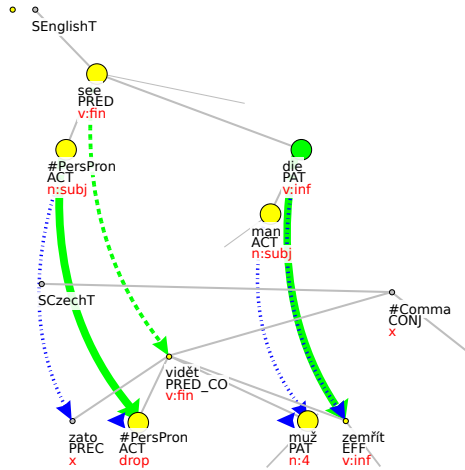 SEnglishT
see
PRED
v:fin
#PersPron
ACT
n:subj
die
PAT
v:inf
man
ACT
n:subj
SCzechT
#Comma
CONJ
x
vidět
PRED_CO
v:fin
zato
PREC
x
#PersPron
ACT
drop
muž
PAT
n:4
zemřít
EFF
v:inf